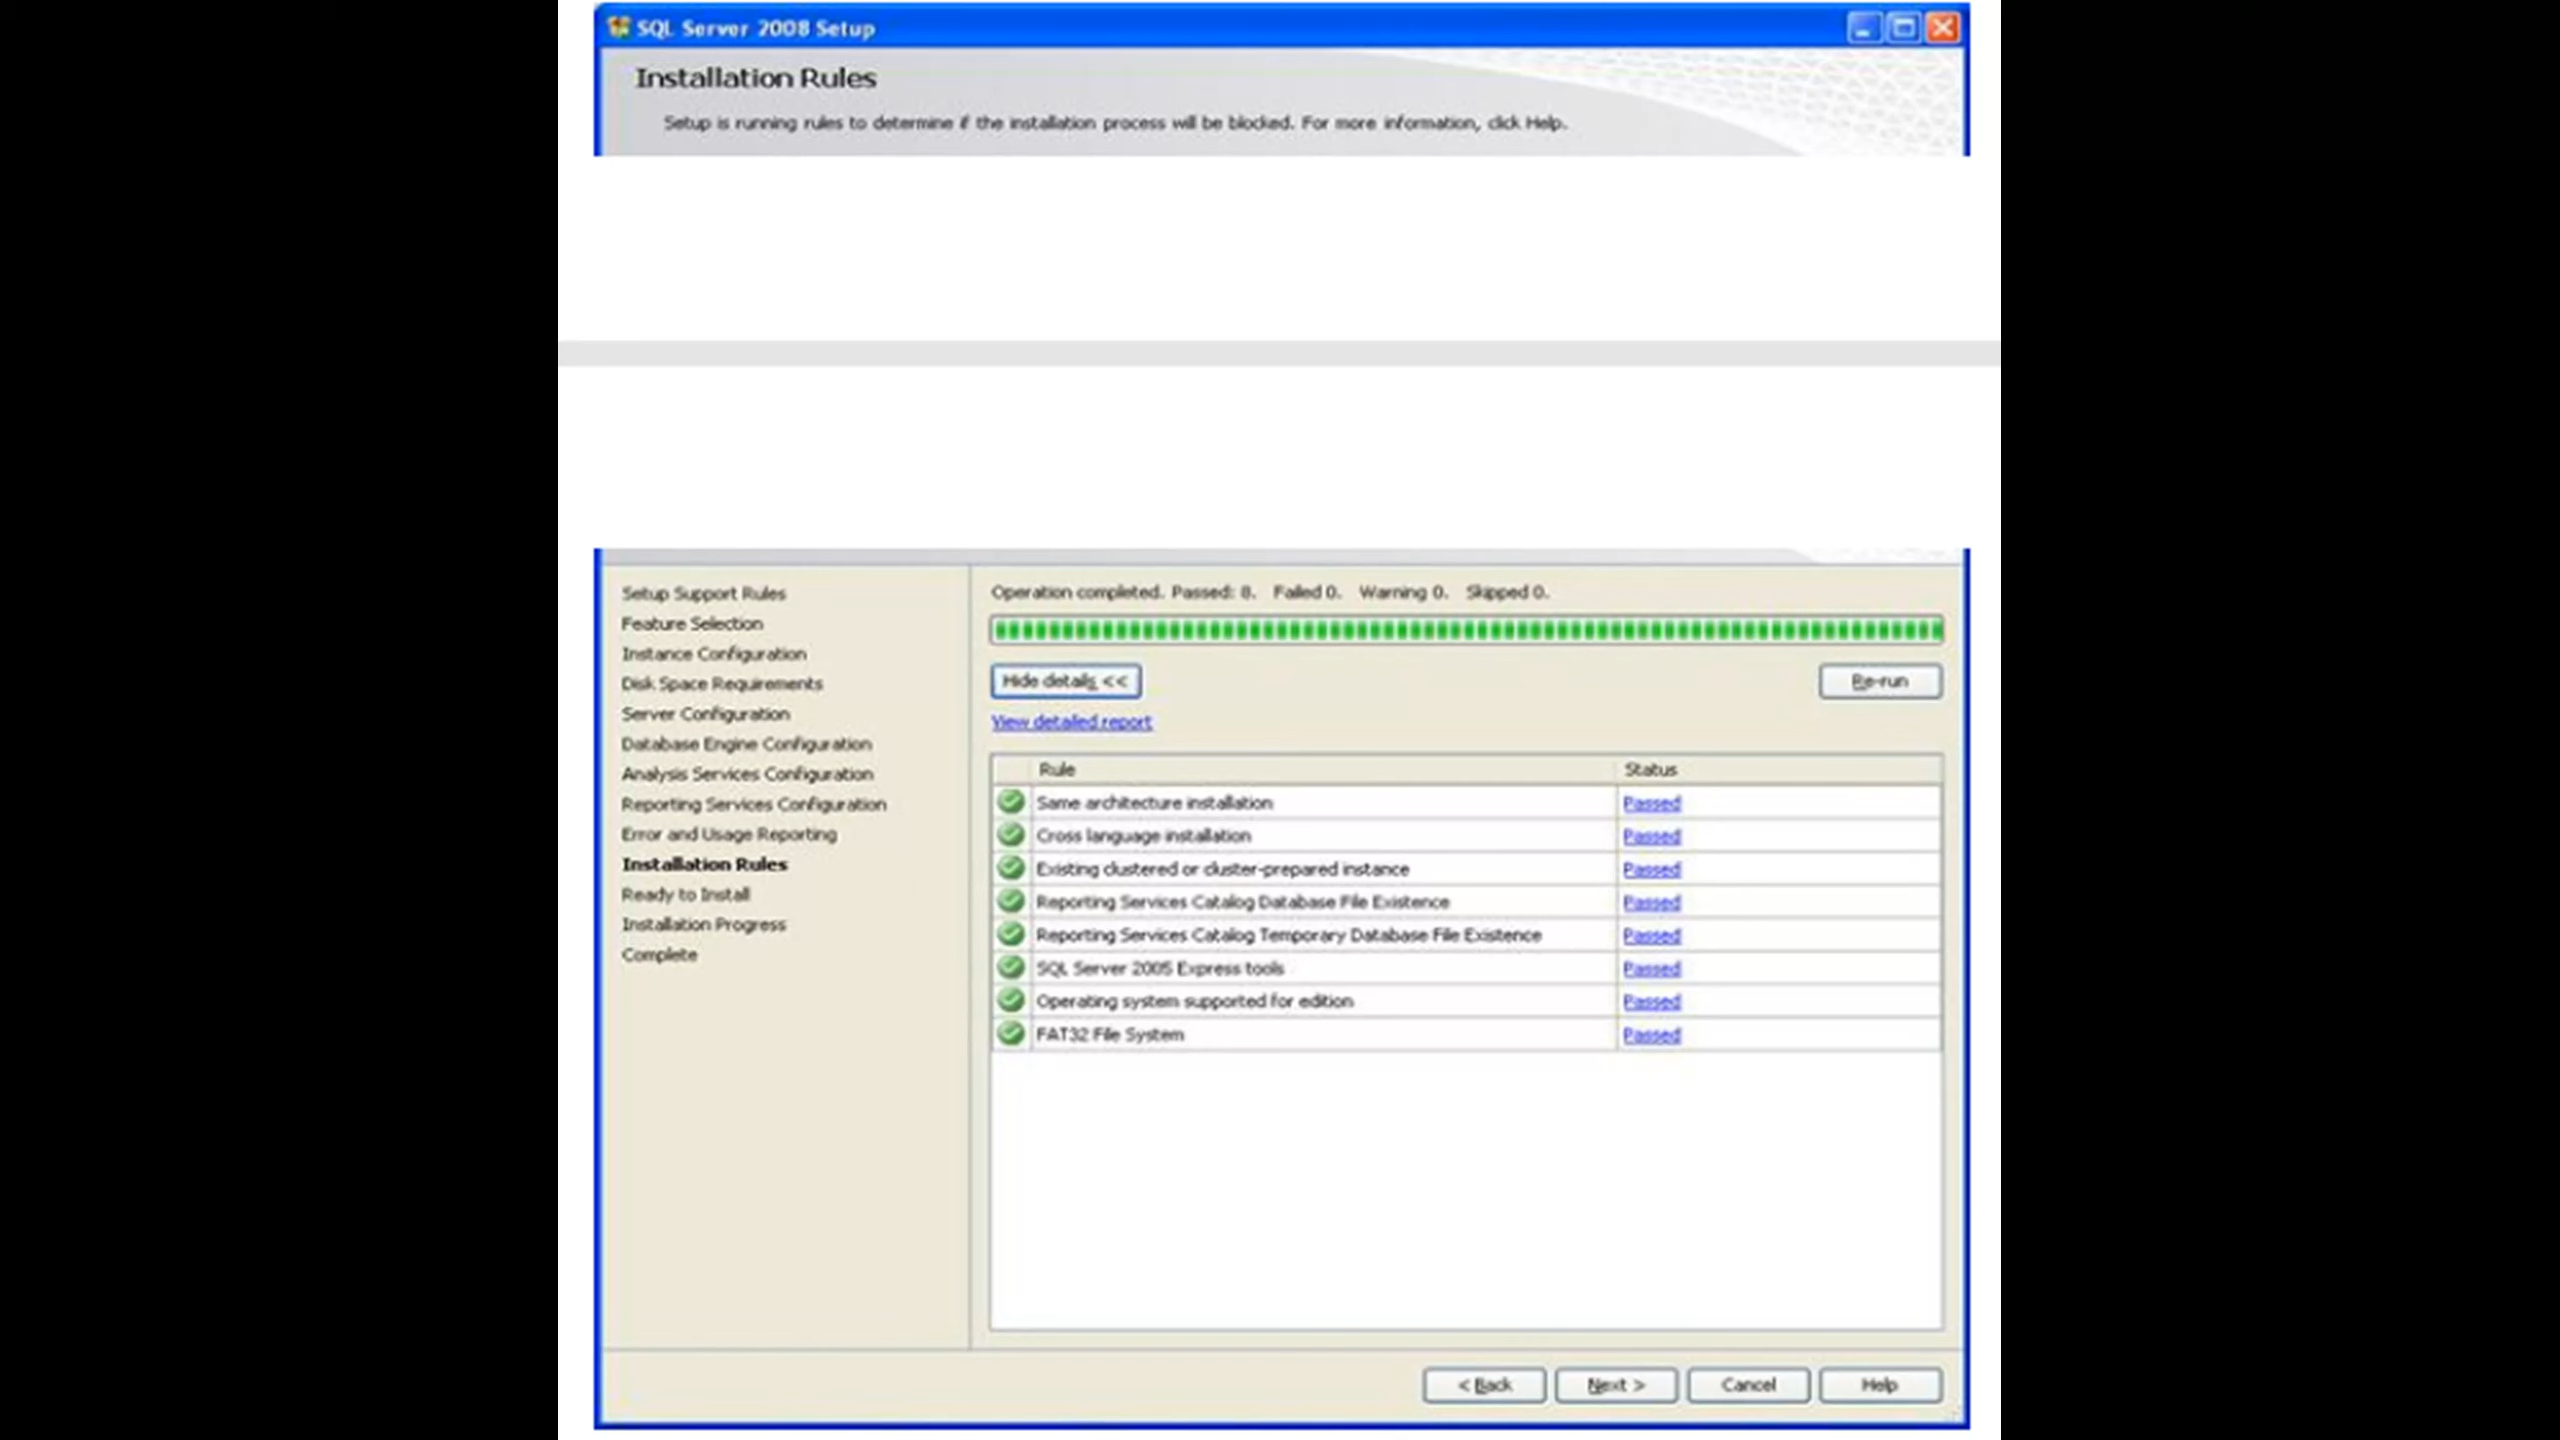 SQL Server 2008 Setup
Installation Rules
Setup is running rules to determine if the installation process will be blocked. For more information, click Help.
Setup Support Rules
Feature Selection
Instance Configuration
Disk Space Requirements
Server Configuration
Database Engine Configuration
Analysis Services Configuration
Reporting Services Configuration
Error and Usage Reporting
Installation Rules
Ready to Install
Installation Progress
Complete
Operation completed. Passed: 8. Failed 0. Warning 0. Skipped 0.
Hide details << Re-run
View detailed report
Rule Status
Same architecture installation Passed
Cross language installation Passed
Existing clustered or cluster-prepared instance Passed
Reporting Services Catalog Database File Existence Passed
Reporting Services Catalog Temporary Database File Existence Passed
SQL Server 2005 Express tools Passed
Operating system supported for edition Passed
FAT32 File System Passed
< Back Next > Cancel Help